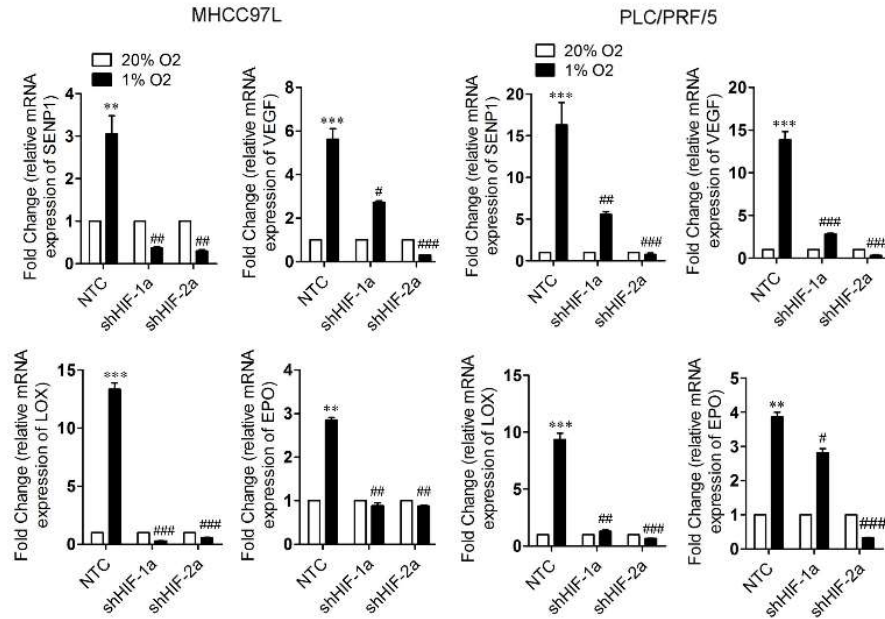 MHCC97L
PLC/PRF/5
20% O2
1% O2
Fold Change (relative mRNA
expression of SENP1)
4
3
2
1
0
**
##
##
NTC
shHIF-1a
shHIF-2a
Fold Change (relative mRNA
expression of VEGF)
8
6
4
2
0
***
#
###
NTC
shHIF-1a
shHIF-2a
20% O2
1% O2
Fold Change (relative mRNA
expression of SENP1)
20
15
10
5
0
***
##
###
NTC
shHIF-1a
shHIF-2a
Fold Change (relative mRNA
expression of VEGF)
20
15
10
5
0
***
###
###
NTC
shHIF-1a
shHIF-2a
Fold Change (relative mRNA
expression of LOX)
15
10
5
0
***
###
###
NTC
shHIF-1a
shHIF-2a
Fold Change (relative mRNA
expression of EPO)
4
3
2
1
0
**
##
##
NTC
shHIF-1a
shHIF-2a
Fold Change (relative mRNA
expression of LOX)
15
10
5
0
***
##
###
NTC
shHIF-1a
shHIF-2a
Fold Change (relative mRNA
expression of EPO)
5
4
3
2
1
0
**
#
###
NTC
shHIF-1a
shHIF-2a